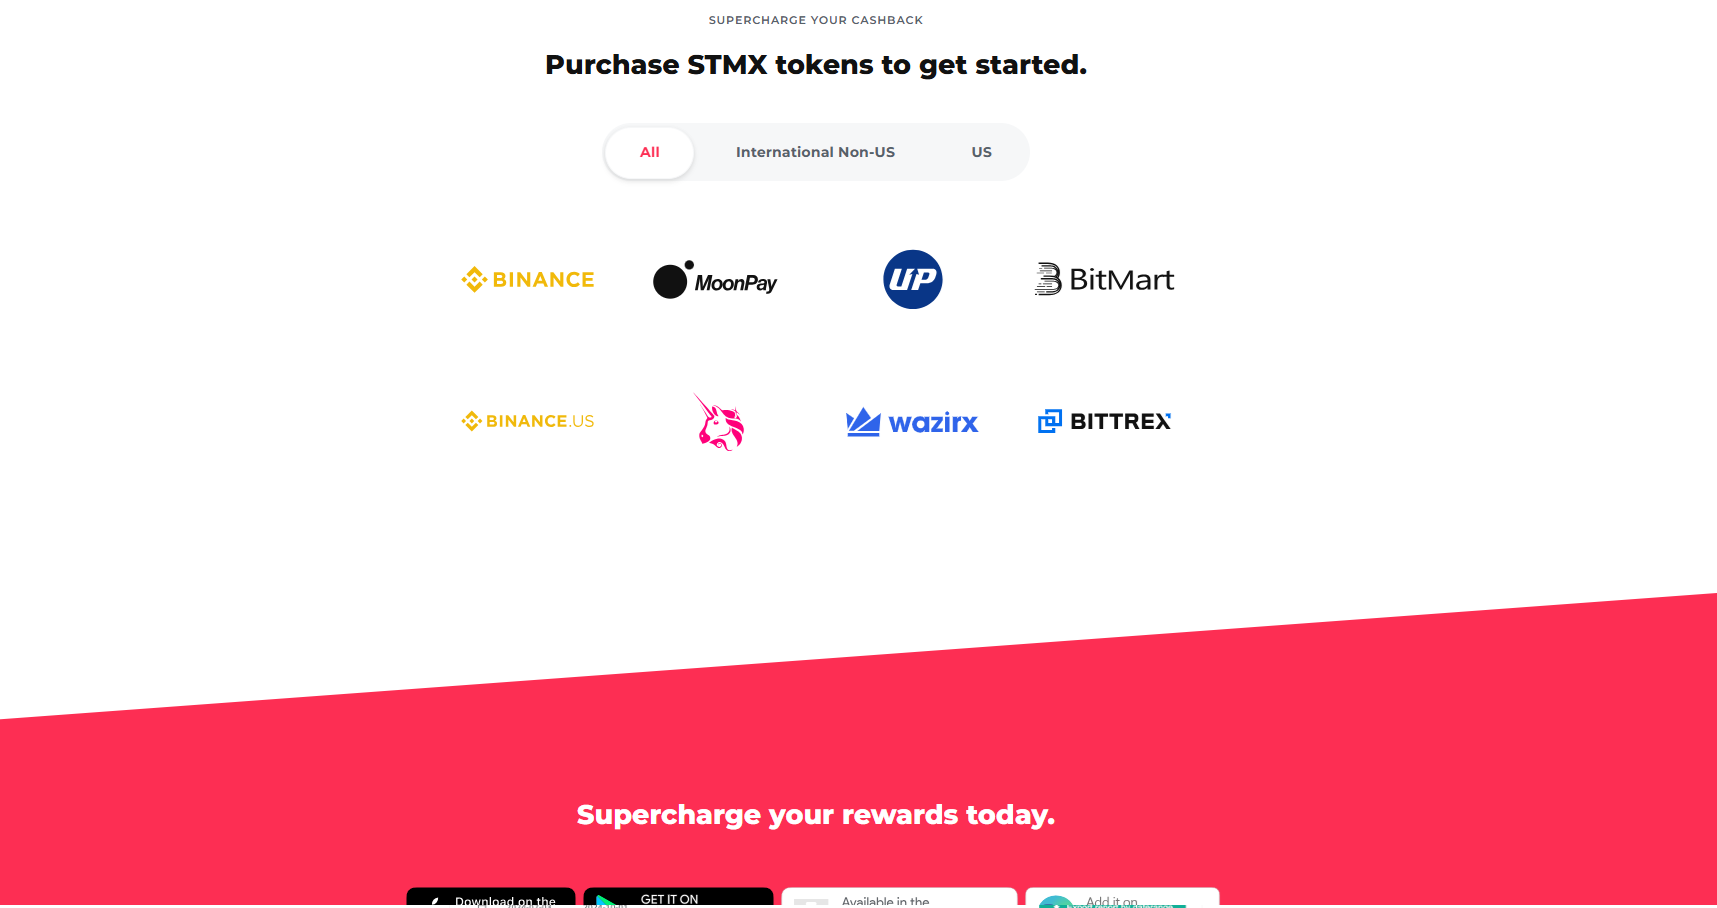 SUPERCHARGE YOUR CASHBACK
Purchase STMX tokens to get started.
All
International Non-US
US
BINANCE
MoonPay
UP
BitMart
BINANCE.US
wazirx
BITTREX
Supercharge your rewards today.
Download on the
GET IT ON
Available in the
Add it on